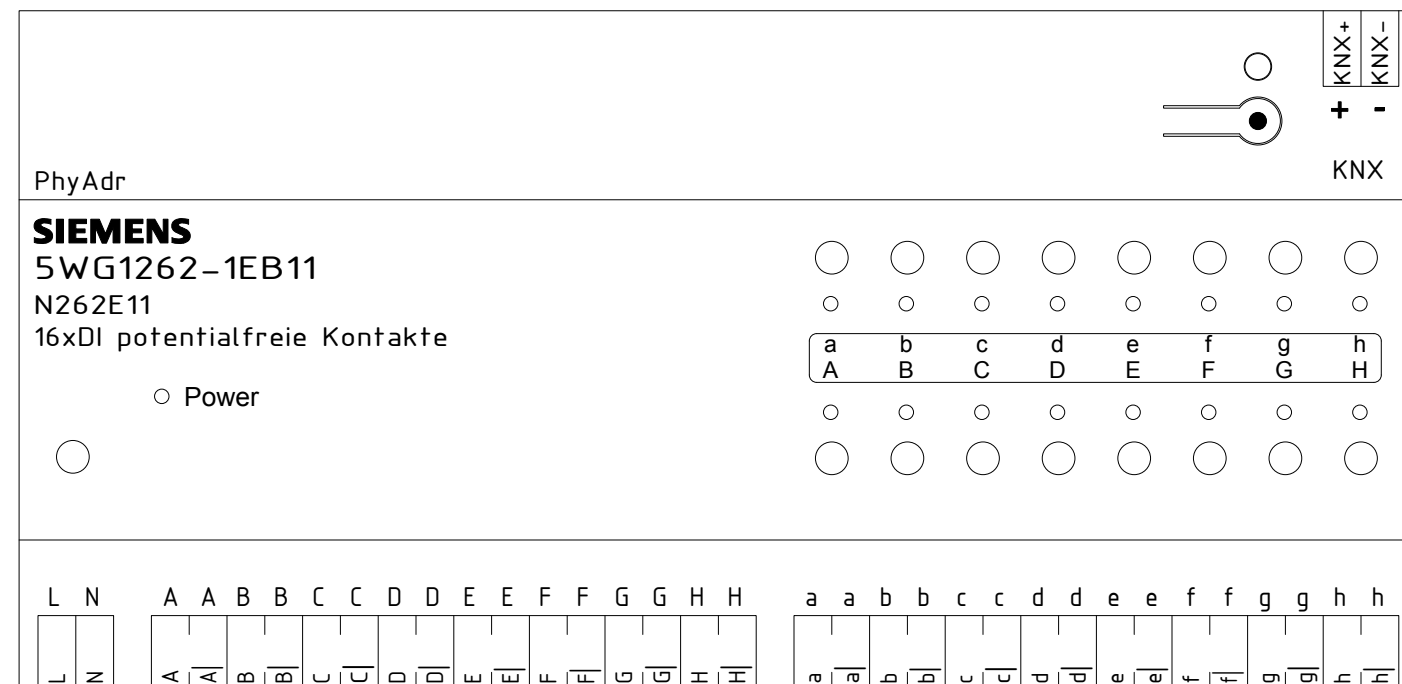 KNX+ KNX-
+ -
KNX
PhyAdr
SIEMENS
5WG1262-1EB11
N262E11
16xDI potentialfreie Kontakte
Power
a b c d e f g h
A B C D E F G H
L N A A B B C C D D E E F F G G H H a a b b c c d d e e f f g g h h
L N A A| B B| C C| D D| E E| F F| G G| H H| a a| b b| c c| d d| e e| f f| g g| h h|